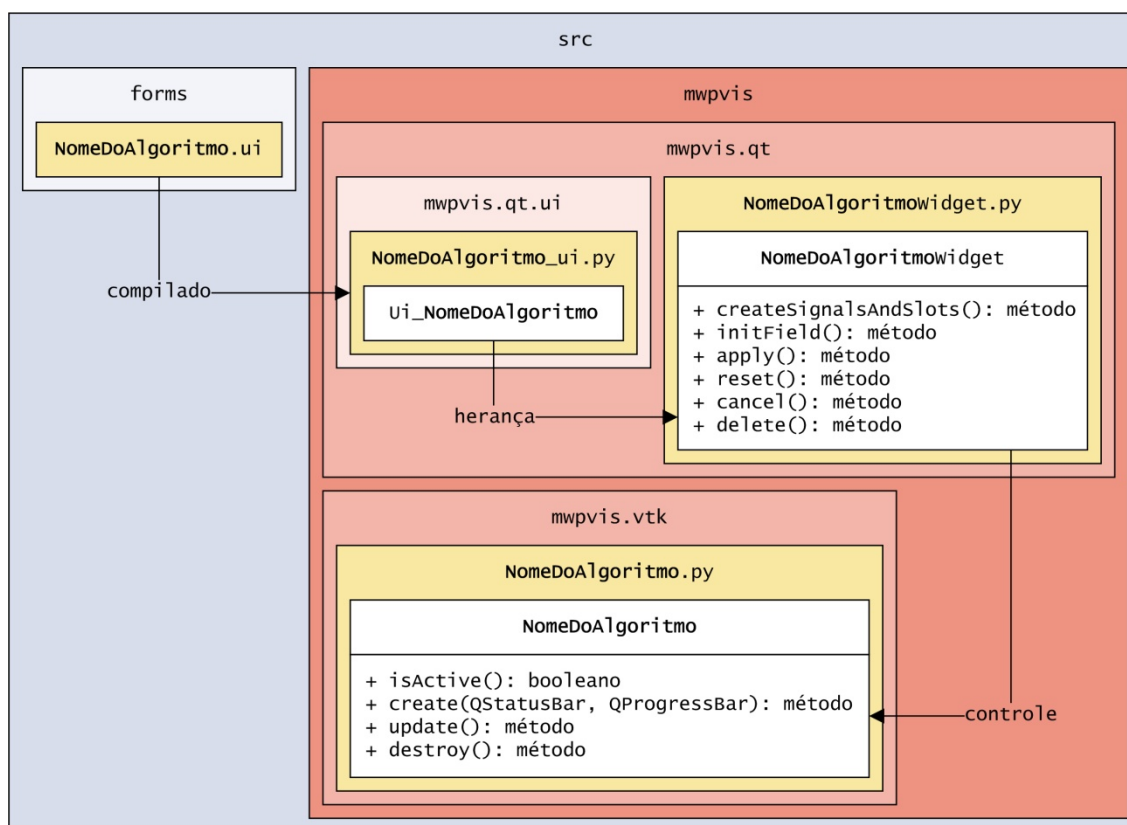 src
forms
NomeDoAlgoritmo.ui
compilado
mwpvis
mwpvis.qt
mwpvis.qt.ui
NomeDoAlgoritmo_ui.py
Ui_NomeDoAlgoritmo
herança
NomeDoAlgoritmoWidget.py
NomeDoAlgoritmoWidget
+ createSignalsAndSlots(): método
+ initField(): método
+ apply(): método
+ reset(): método
+ cancel(): método
+ delete(): método
mwpvis.vtk
NomeDoAlgoritmo.py
NomeDoAlgoritmo
+ isActive(): booleano
+ create(QStatusBar, QProgressBar): método
+ update(): método
+ destroy(): método
controle